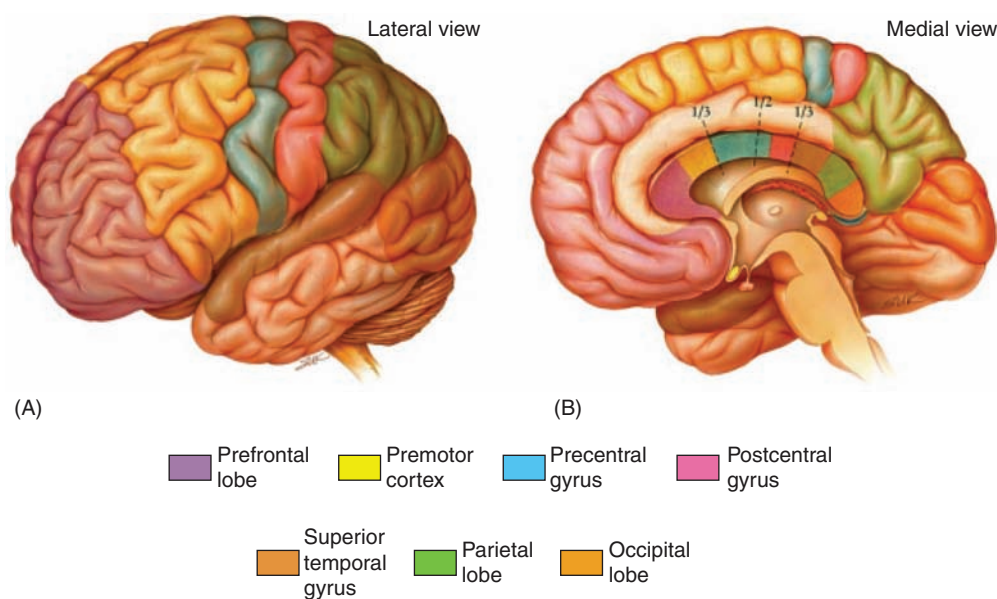 Lateral view
Medial view
1/3
1/2
1/3
(A)
(B)
Prefrontal
lobe
Premotor
cortex
Precentral
gyrus
Postcentral
gyrus
Superior
temporal
gyrus
Parietal
lobe
Occipital
lobe